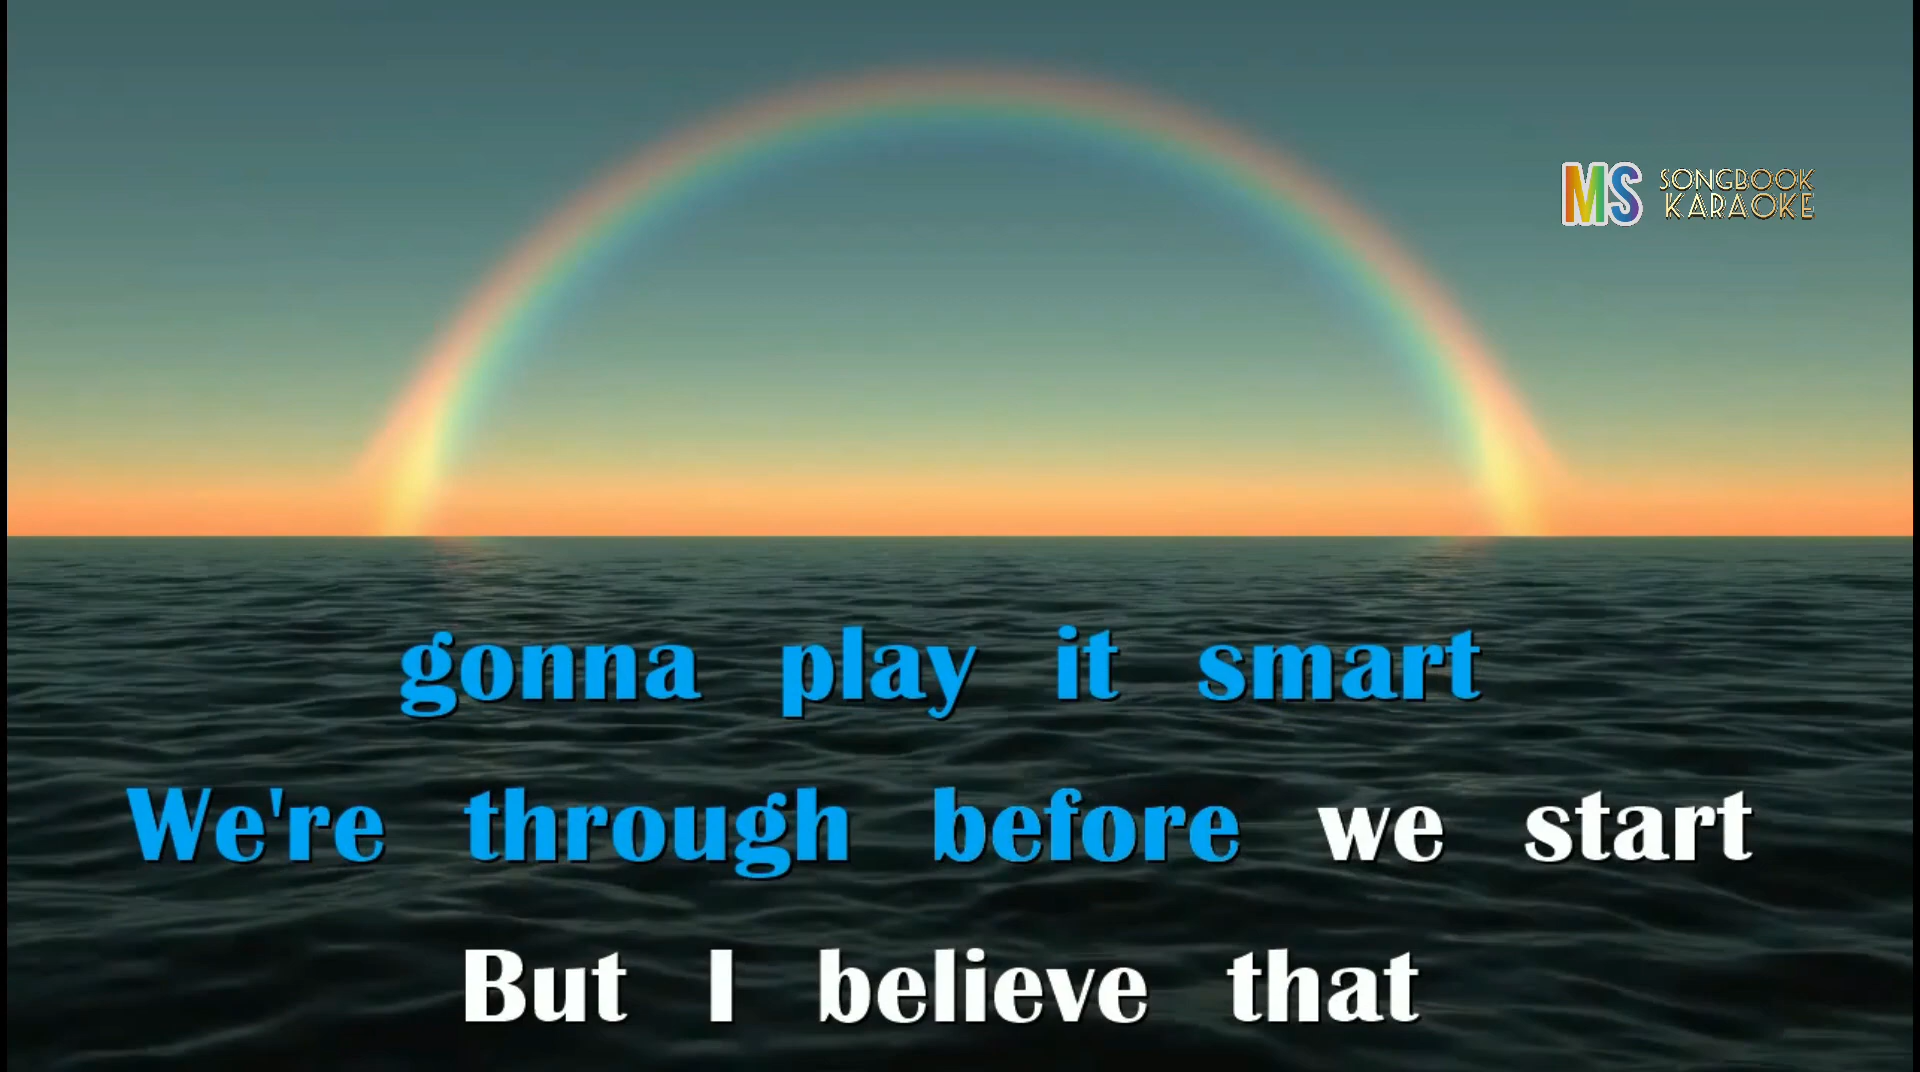 MS SONGBOOK
KARAOKE
gonna play it smart
We're through before we start
But I believe that